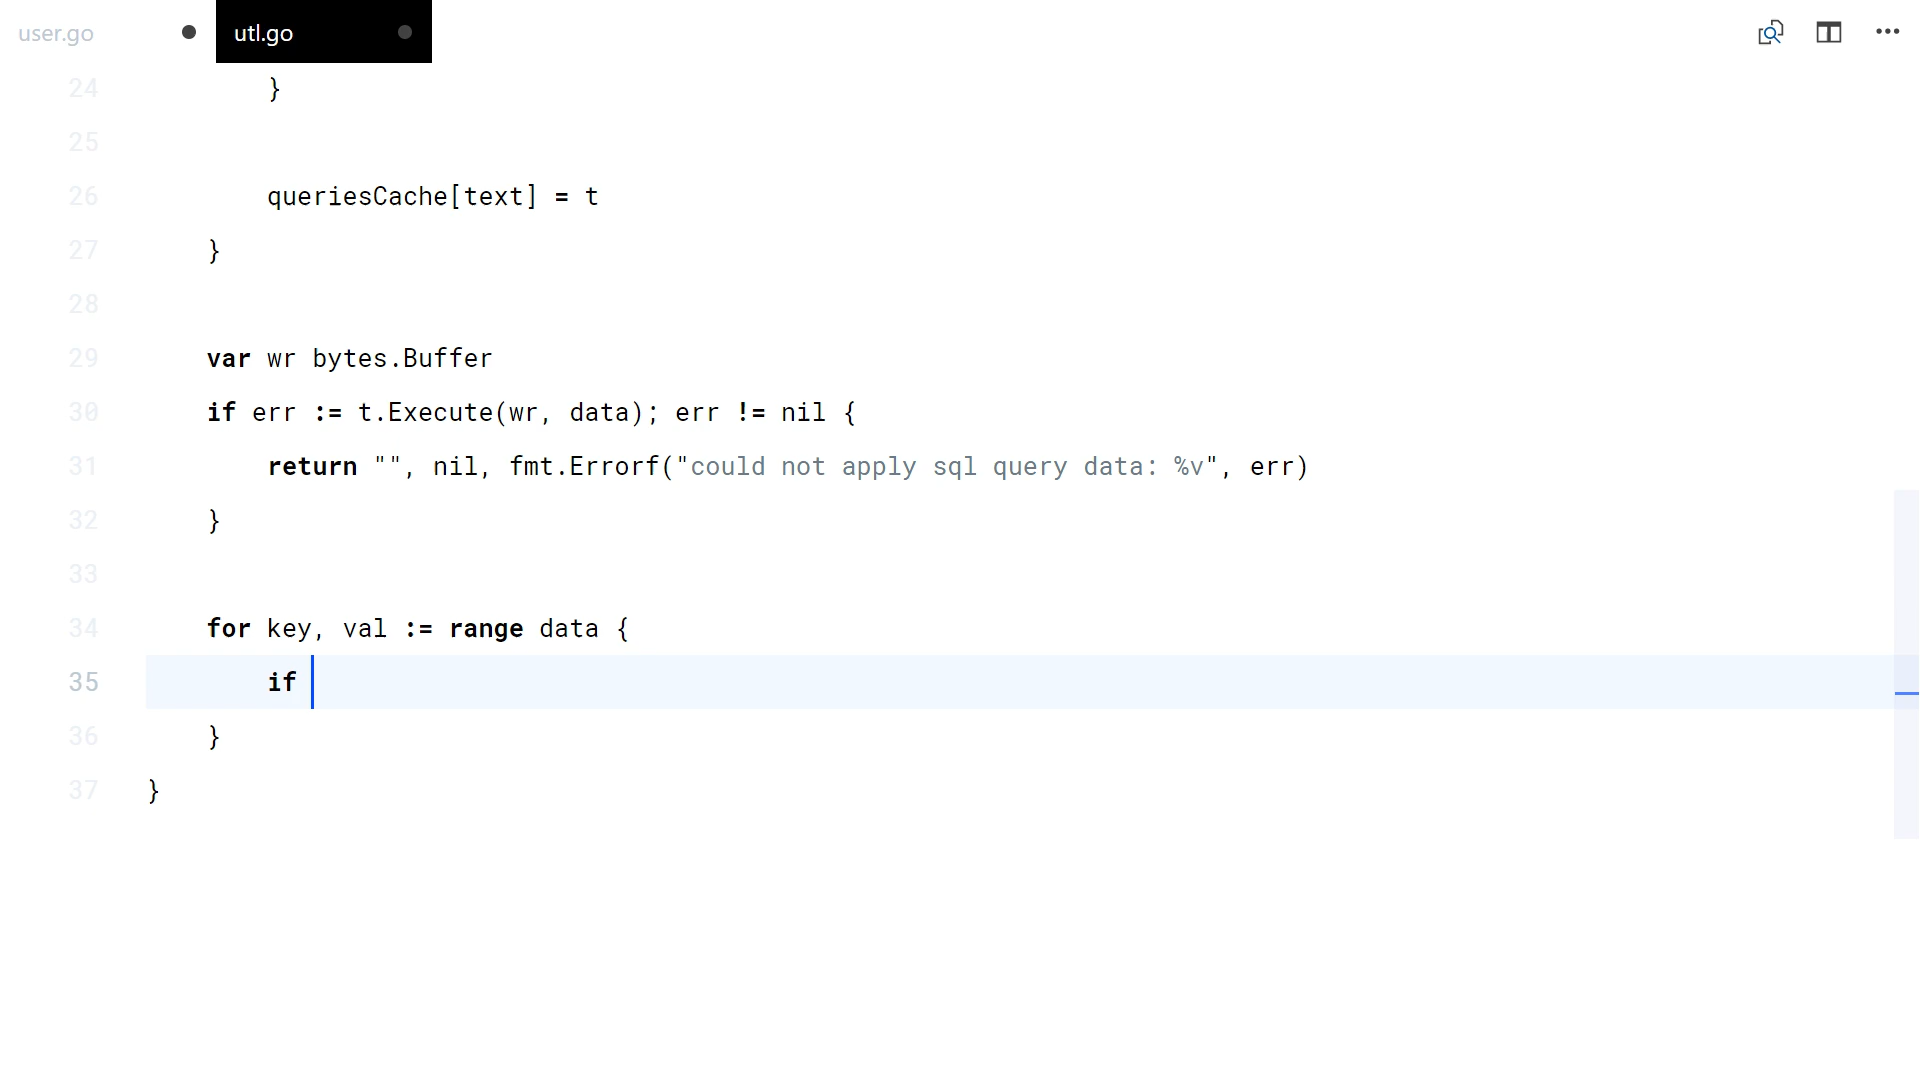 user.go
utl.go
24 }
25
26 queriesCache[text] = t
27 }
28
29 var wr bytes.Buffer
30 if err := t.Execute(wr, data); err != nil {
31 return "", nil, fmt.Errorf("could not apply sql query data: %v", err)
32 }
33
34 for key, val := range data {
35 if
36 }
37 }